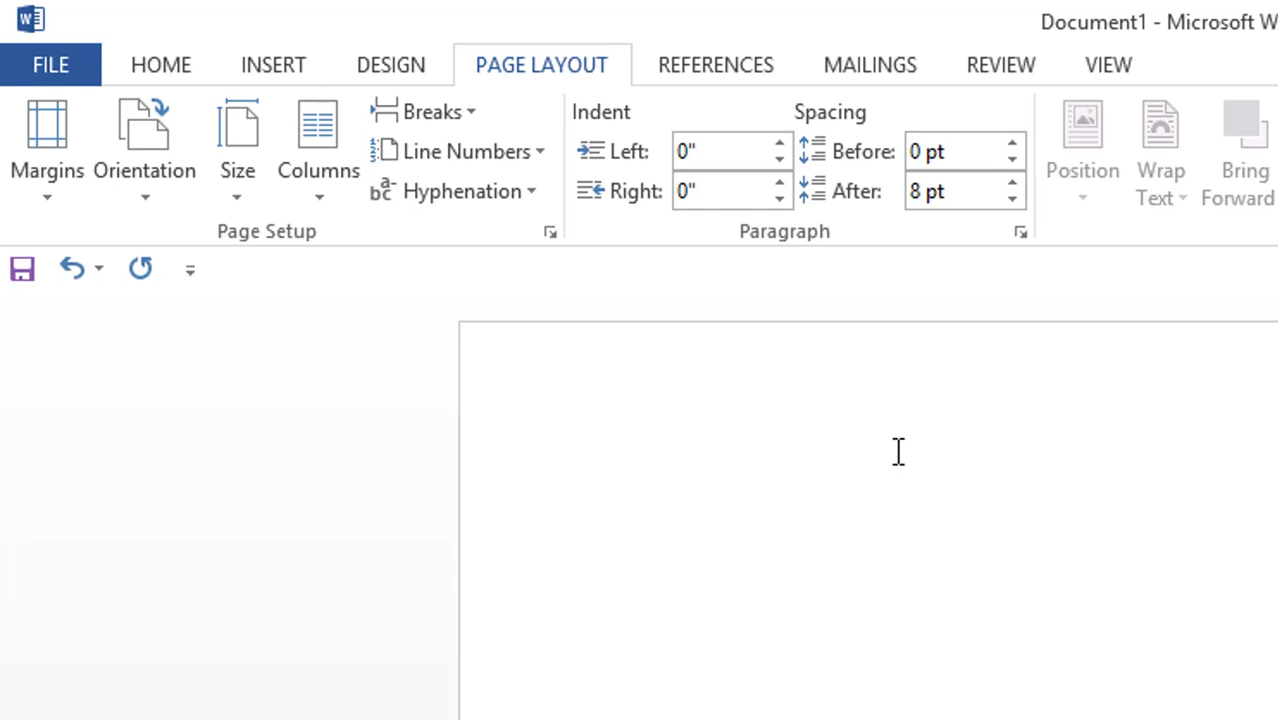 Document1 - Microsoft W
FILE HOME INSERT DESIGN PAGE LAYOUT REFERENCES MAILINGS REVIEW VIEW
Margins
Orientation
Size
Columns
Breaks
Line Numbers
Hyphenation
Page Setup
Indent
Left: 0"
Right: 0"
Spacing
Before: 0 pt
After: 8 pt
Paragraph
Position
Wrap
Text
Bring
Forward